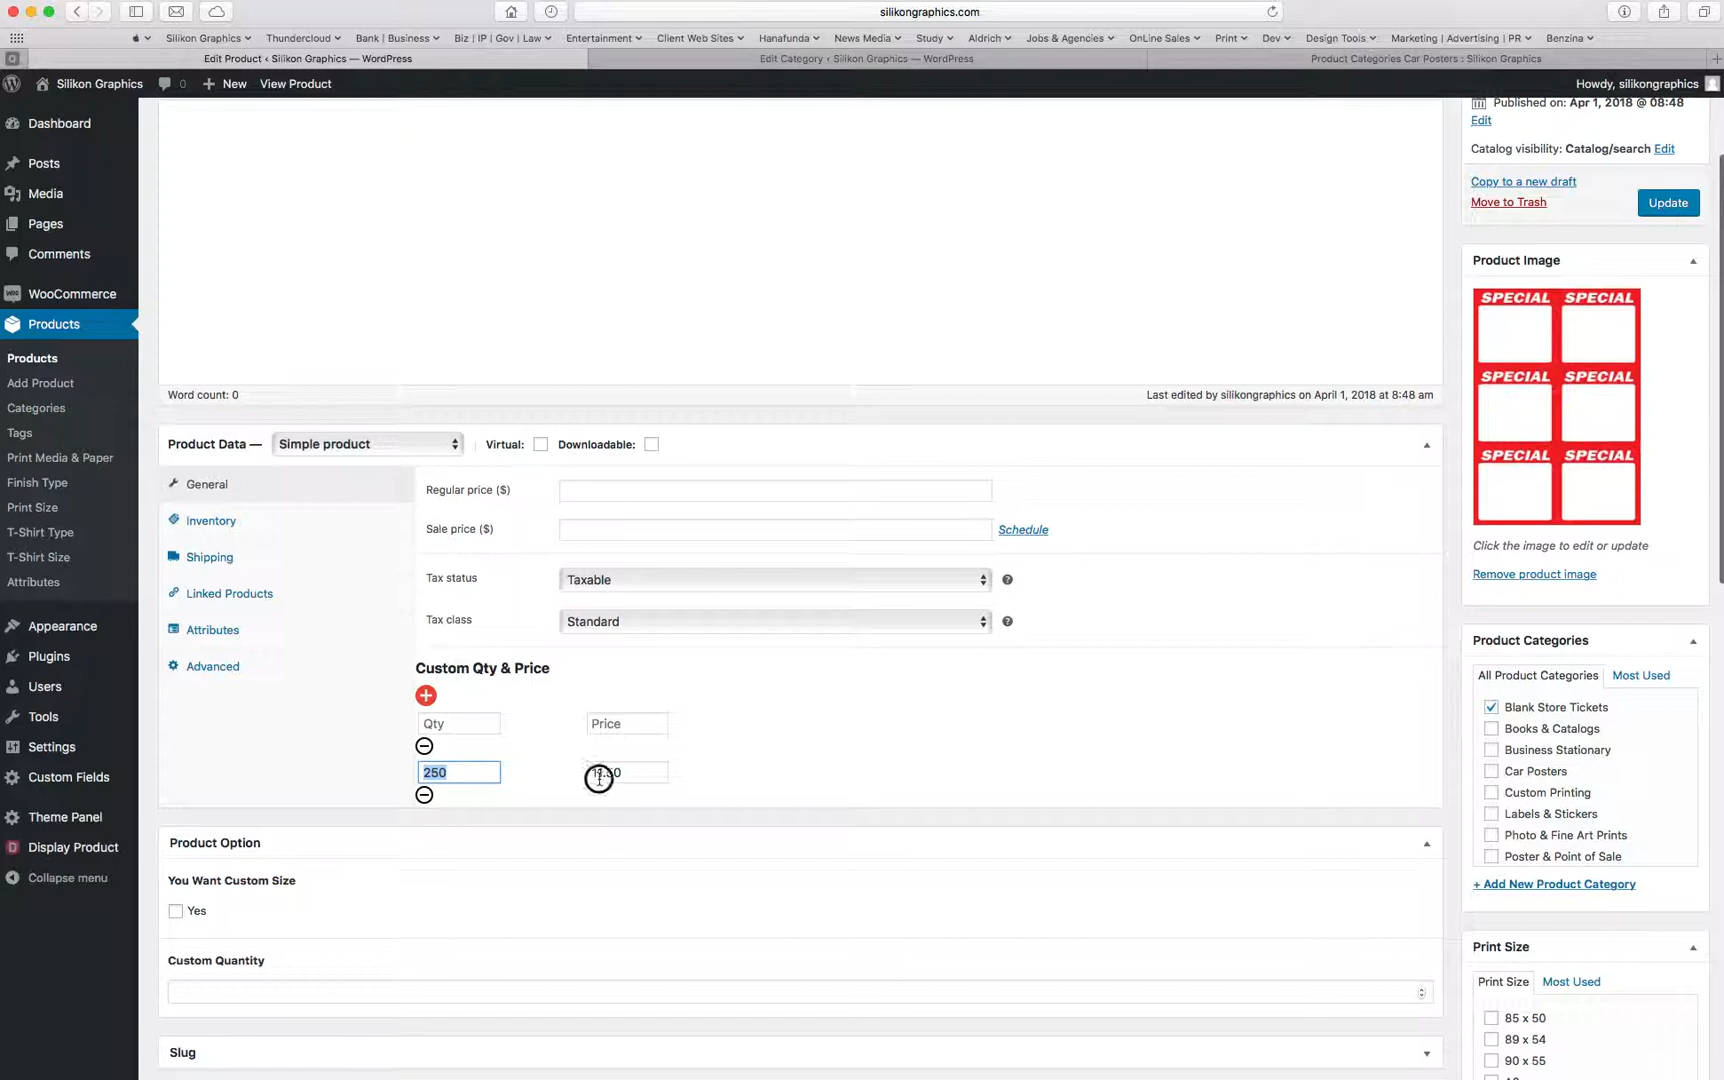 silikongraphics.com
Silikon Graphics Thundercloud Bank | Business Biz | IP | Gov | Law Entertainment Client Web Sites Hanafunda News Media Study Aldrich Jobs & Agencies OnLine Sales Print Dev Design Tools Marketing | Advertising | PR Benzina
Edit Product ‹ Silikon Graphics — WordPress
Edit Category ‹ Silikon Graphics — WordPress
Product Categories Car Posters : Silikon Graphics
Silikon Graphics 0 New View Product
Howdy, silikongraphics
Dashboard
Posts
Media
Pages
Comments
WooCommerce
Products
Products
Add Product
Categories
Tags
Print Media & Paper
Finish Type
Print Size
T-Shirt Type
T-Shirt Size
Attributes
Appearance
Plugins
Users
Tools
Settings
Custom Fields
Theme Panel
Display Product
Collapse menu
Word count: 0
Last edited by silikongraphics on April 1, 2018 at 8:48 am
Product Data — Simple product Virtual: Downloadable:
General
Inventory
Shipping
Linked Products
Attributes
Advanced
Regular price ($)
Sale price ($)
Schedule
Tax status Taxable
Tax class Standard
Custom Qty & Price
Qty Price
250
Product Option
You Want Custom Size
Yes
Custom Quantity
Slug
Published on: Apr 1, 2018 @ 08:48
Edit
Catalog visibility: Catalog/search Edit
Copy to a new draft
Move to Trash
Update
Product Image
SPECIAL SPECIAL
SPECIAL SPECIAL
SPECIAL SPECIAL
Click the image to edit or update
Remove product image
Product Categories
All Product Categories Most Used
Blank Store Tickets
Books & Catalogs
Business Stationary
Car Posters
Custom Printing
Labels & Stickers
Photo & Fine Art Prints
Poster & Point of Sale
+ Add New Product Category
Print Size
Print Size Most Used
85 x 50
89 x 54
90 x 55